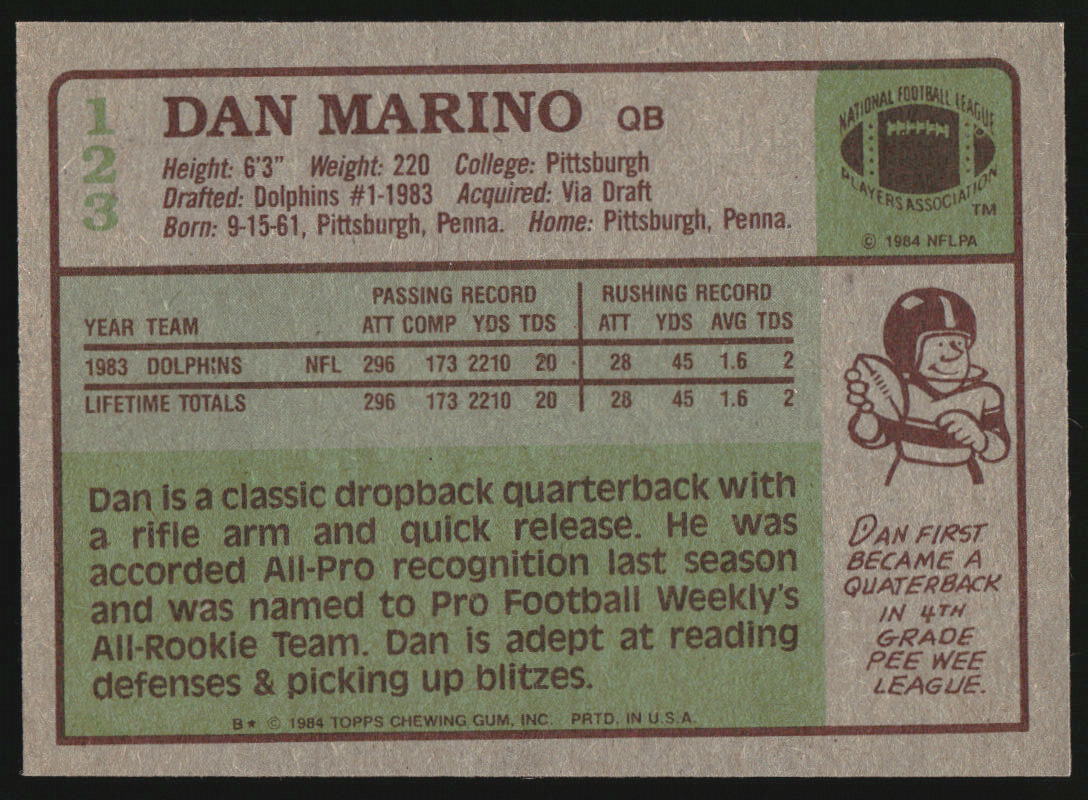 1
2
3
DAN MARINO QB
Height: 6'3" Weight: 220 College: Pittsburgh
Drafted: Dolphins #1-1983 Acquired: Via Draft
Born: 9-15-61, Pittsburgh, Penna. Home: Pittsburgh, Penna.
NATIONAL FOOTBALL LEAGUE
PLAYERS ASSOCIATION
TM
© 1984 NFLPA
PASSING RECORD RUSHING RECORD
YEAR TEAM ATT COMP YDS TDS ATT YDS AVG TDS
1983 DOLPHINS NFL 296 173 2210 20 28 45 1.6 2
LIFETIME TOTALS 296 173 2210 20 28 45 1.6 2
Dan is a classic dropback quarterback with
a rifle arm and quick release. He was
accorded All-Pro recognition last season
and was named to Pro Football Weekly's
All-Rookie Team. Dan is adept at reading
defenses & picking up blitzes.
B* © 1984 TOPPS CHEWING GUM, INC. PRTD. IN U.S.A.
DAN FIRST
BECAME A
QUATERBACK
IN 4TH
GRADE
PEE WEE
LEAGUE.